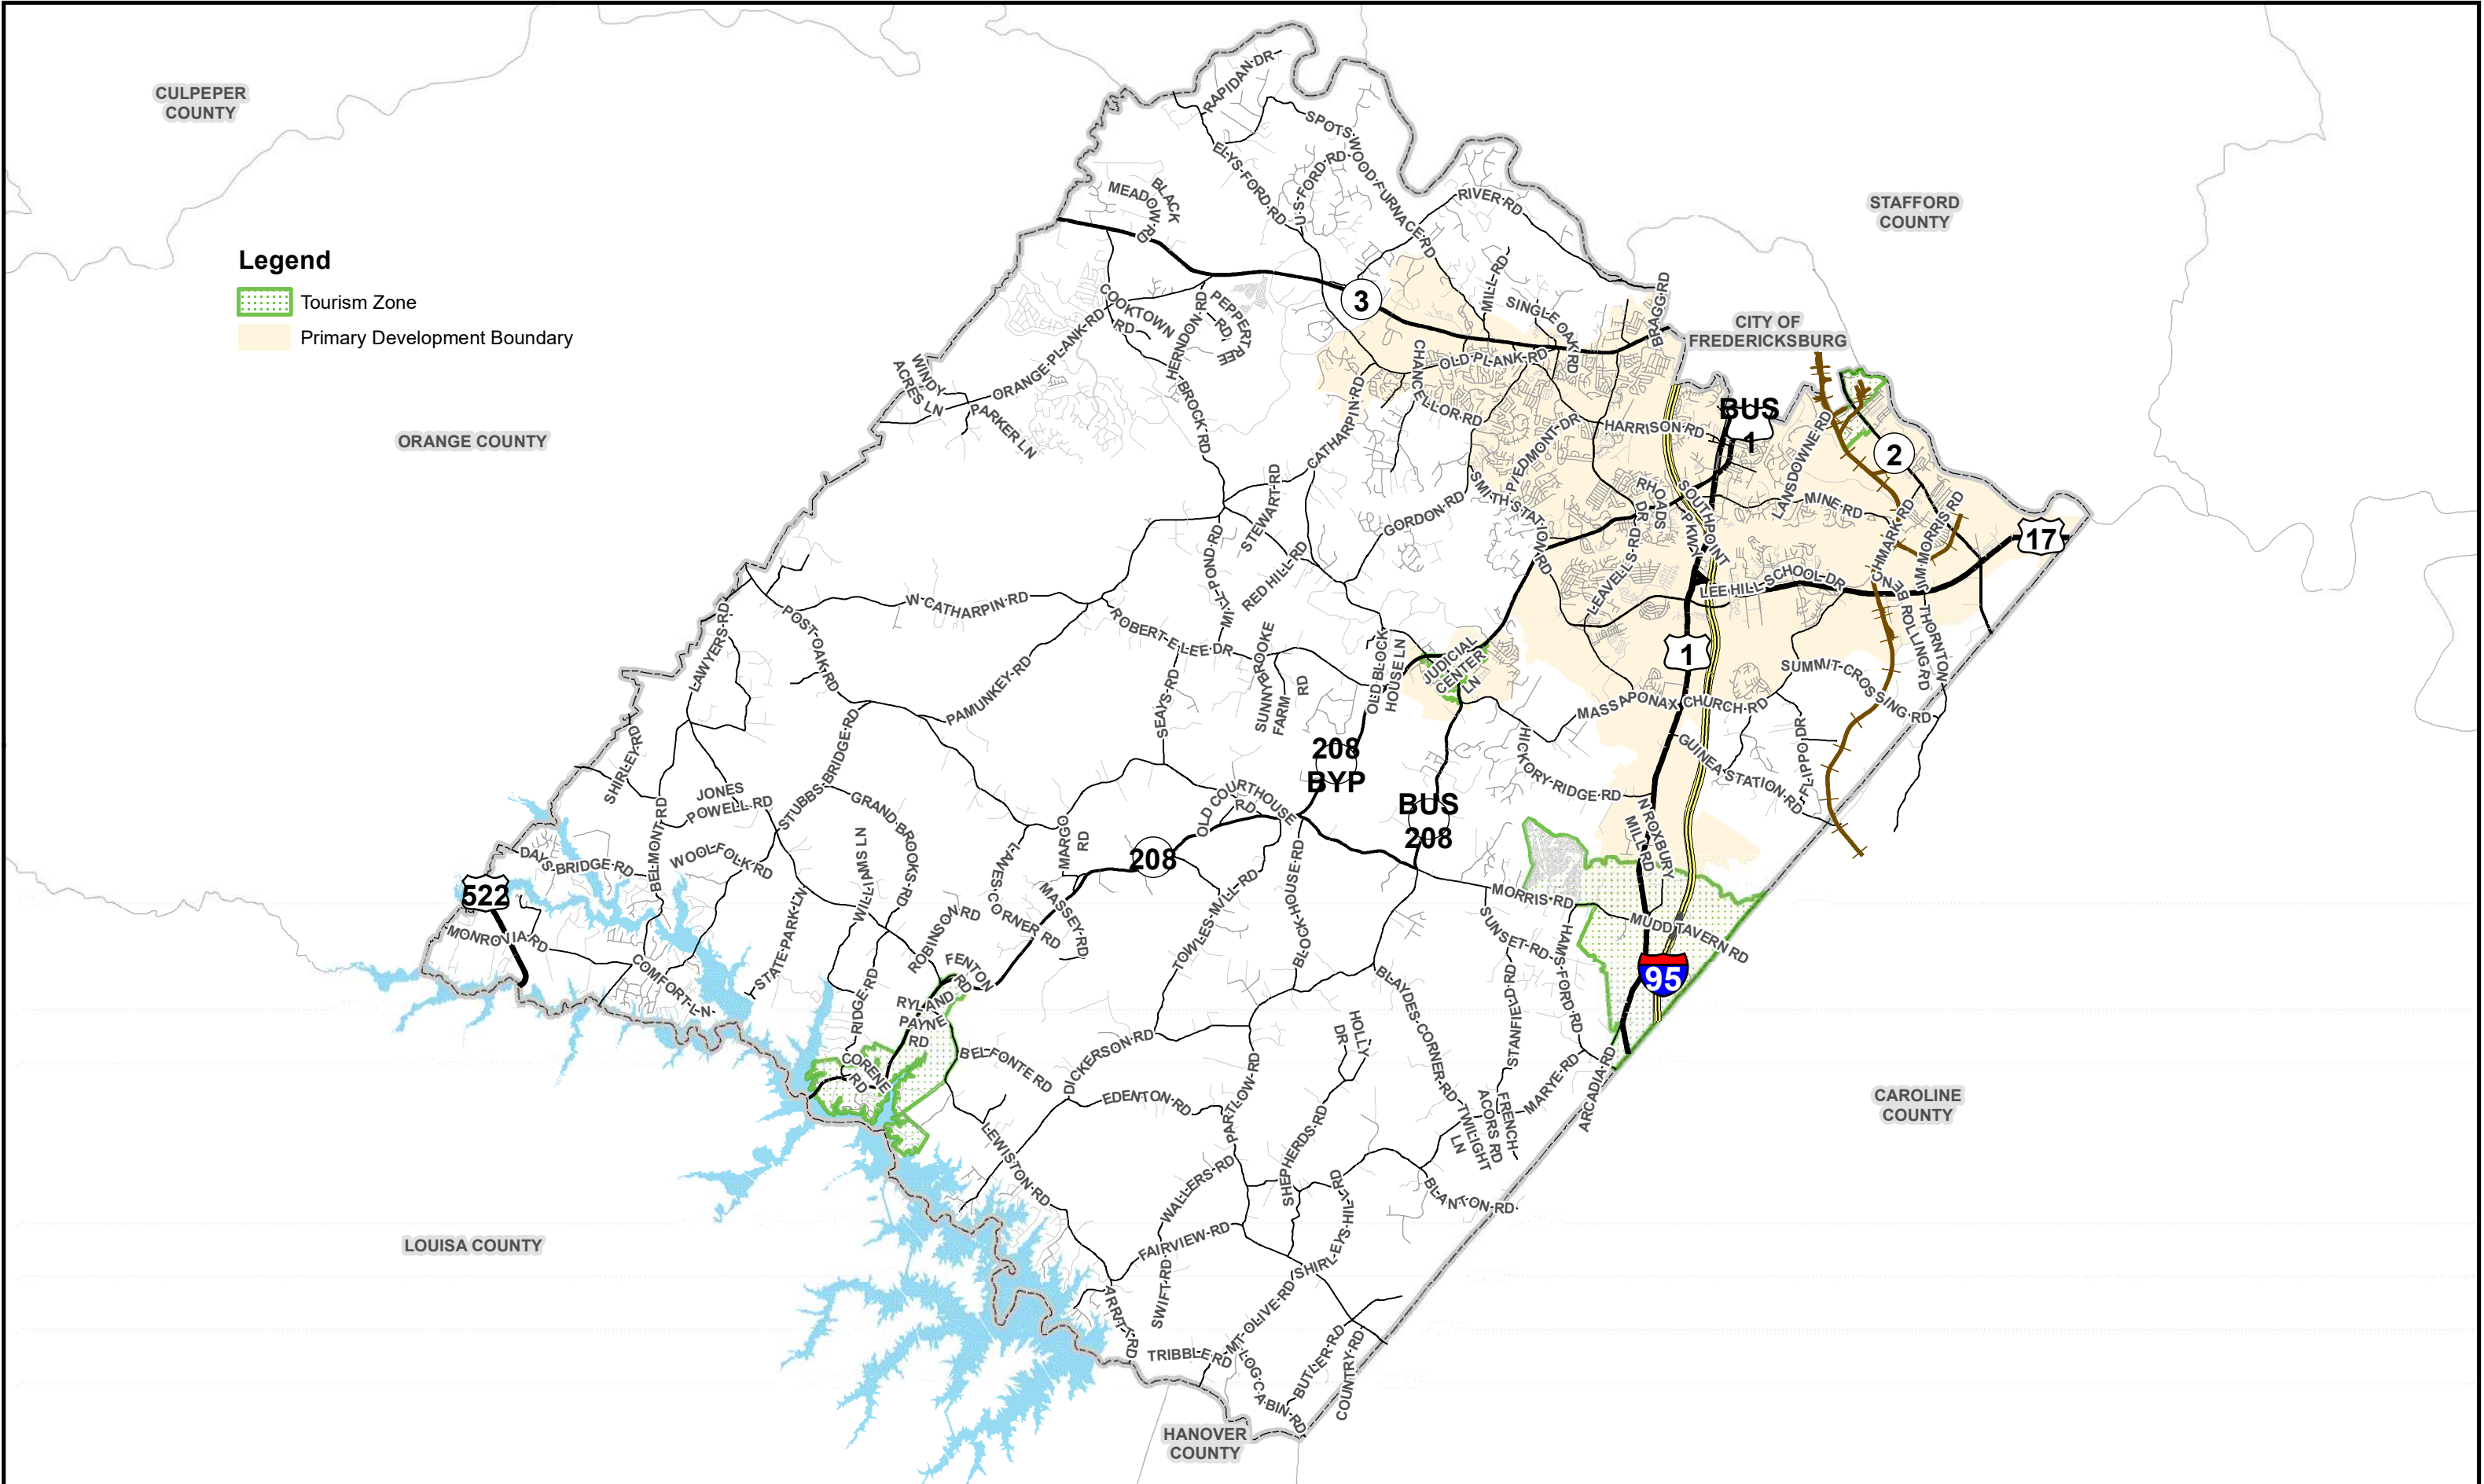 CULPEPER
COUNTY
STAFFORD
COUNTY
Legend
Tourism Zone
Primary Development Boundary
ORANGE COUNTY
CITY OF
FREDERICKSBURG
LOUISA COUNTY
CAROLINE
COUNTY
HANOVER
COUNTY
RAPIDAN DR
SPOTSWOOD FURNACE RD
ELYS FORD RD
U S FORD RD
BLACK
MEADOW RD
RIVER RD
3
MILL RD
SINGLE OAK RD
BRAGG RD
COOKTOWN
RD
HERNDON RD
PEPPERTREE
RD
ORANGE PLANK RD
WINDY
ACRES LN
PARKER LN
BROCK RD
CATHARPIN RD
CHANCELLOR RD
OLD PLANK RD
HARRISON RD
BUS
1
LANSDOWNE RD
2
PIEDMONT DR
SMITH STATION RD
GORDON RD
STEWART RD
RHOADS
DR
SOUTHPOINT
PKWY
MINE RD
17
LEAVELLS RD
LEE HILL SCHOOL DR
JIM MORRIS RD
THORNTON
ROLLING RD
MILL POND RD
RED HILL RD
W CATHARPIN RD
POST OAK RD
ROBERT E LEE DR
LAWYERS RD
PAMUNKEY RD
SEAYS RD
SUNNYBROOKE
FARM
RD
OLD BLOCK
HOUSE LN
JUDICIAL
CENTER
LN
1
SUMMIT CROSSING RD
MASSAPONAX CHURCH RD
GUINEA STATION RD
FLIPPO DR
HICKORY RIDGE RD
N ROXBURY
MILL RD
208
BYP
BUS
208
SHIRLEY RD
STUBBS BRIDGE RD
JONES
POWELL RD
GRAND BROOKS RD
OLD COURTHOUSE
RD
208
MARGO
RD
LANES CORNER RD
MASSEY RD
WILLIAMS LN
BELMONT RD
WOOLFOLK RD
DAYS BRIDGE RD
522
MONROVIA RD
COMFORT LN
STATE PARK LN
RIDGE RD
ROBINSON RD
FENTON
RD
RYLAND
PAYNE
RD
CORENE
RD
BELFONTE RD
TOWLES MILL RD
BLOCK HOUSE RD
MORRIS RD
SUNSET RD
HAMS FORD RD
MUDD TAVERN RD
95
BLAYDES CORNER RD
STANFIELD RD
HOLLY
DR
DICKERSON RD
EDENTON RD
PARTLOW RD
MARYE RD
ARCADIA RD
FRENCH
ACORS RD
TWILIGHT
LN
LEWISTON RD
WALLERS RD
SHEPHERDS RD
SHIRLEYS HILL RD
BLANTON RD
FAIRVIEW RD
SWIFT RD
ARRIT RD
MT OLIVE RD
TRIBBLE RD
LOG CABIN RD
BUTLER RD
COUNTRY RD